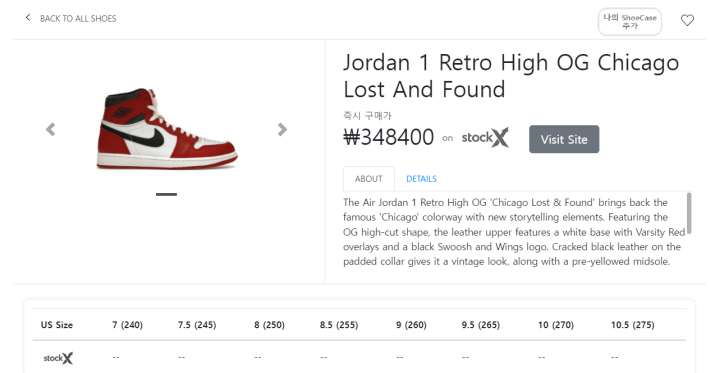 BACK TO ALL SHOES
나의 ShoeCase
추가
Jordan 1 Retro High OG Chicago
Lost And Found
즉시 구매가
₩348400 on stockX Visit Site
ABOUT DETAILS
The Air Jordan 1 Retro High OG 'Chicago Lost & Found' brings back the
famous 'Chicago' colorway with new storytelling elements. Featuring the
OG high-cut shape, the leather upper features a white base with Varsity Red
overlays and a black Swoosh and Wings logo. Cracked black leather on the
padded collar gives it a vintage look, along with a pre-yellowed midsole.
US Size 7 (240) 7.5 (245) 8 (250) 8.5 (255) 9 (260) 9.5 (265) 10 (270) 10.5 (275)
stockX -- -- -- -- -- -- -- --